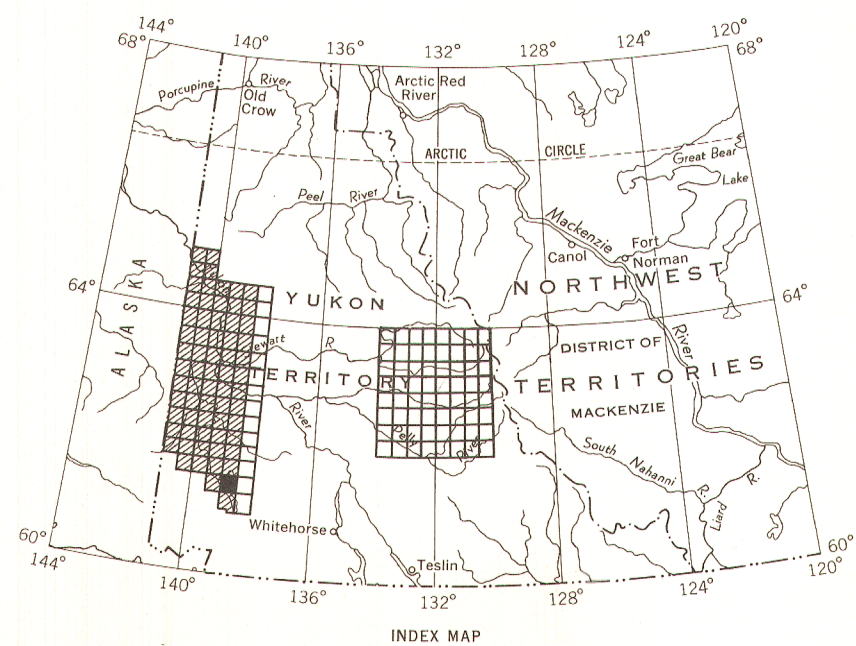 144°
140°
136°
132°
128°
124°
120°
68°
68°
Porcupine River
Old
Crow
Arctic Red
River
ARCTIC CIRCLE
Great Bear
Lake
Peel River
Mackenzie
Canol
Fort
Norman
64°
ALASKA
YUKON
NORTHWEST
64°
ewart R.
River
DISTRICT OF
TERRITORY
TERRITORIES
MACKENZIE
River
Pelly
River
South Nahanni
R.
Liard
R.
Whitehorse
Teslin
60°
144°
140°
136°
132°
128°
124°
60°
120°
INDEX MAP